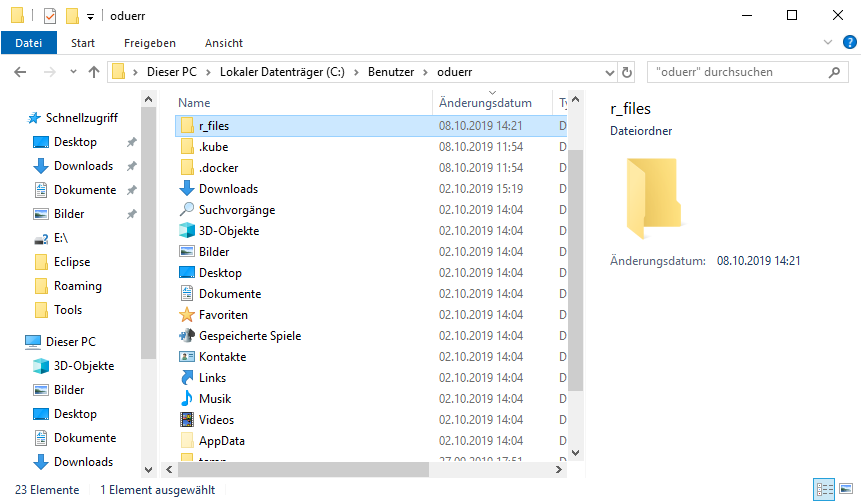 oduerr
Datei Start Freigeben Ansicht
Dieser PC Lokaler Datenträger (C:) Benutzer oduerr "oduerr" durchsuchen
Schnellzugriff
Desktop
Downloads
Dokumente
Bilder
E:\
Eclipse
Roaming
Tools
Dieser PC
3D-Objekte
Bilder
Desktop
Dokumente
Downloads
Name Änderungsdatum
r_files 08.10.2019 14:21 D
.kube 08.10.2019 11:54 D
.docker 08.10.2019 11:54 D
Downloads 02.10.2019 15:19 D
Suchvorgänge 02.10.2019 14:04 D
3D-Objekte 02.10.2019 14:04 D
Bilder 02.10.2019 14:04 D
Desktop 02.10.2019 14:04 D
Dokumente 02.10.2019 14:04 D
Favoriten 02.10.2019 14:04 D
Gespeicherte Spiele 02.10.2019 14:04 D
Kontakte 02.10.2019 14:04 D
Links 02.10.2019 14:04 D
Musik 02.10.2019 14:04 D
Videos 02.10.2019 14:04 D
AppData 02.10.2019 14:04 D
r_files
Dateiordner
Änderungsdatum: 08.10.2019 14:21
23 Elemente 1 Element ausgewählt